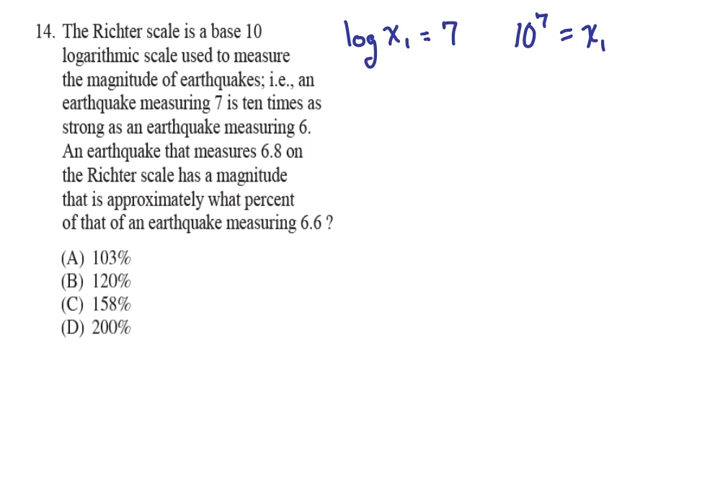 14. The Richter scale is a base 10
logarithmic scale used to measure
the magnitude of earthquakes; i.e., an
earthquake measuring 7 is ten times as
strong as an earthquake measuring 6.
An earthquake that measures 6.8 on
the Richter scale has a magnitude
that is approximately what percent
of that of an earthquake measuring 6.6 ?
(A) 103%
(B) 120%
(C) 158%
(D) 200%
log x₁ = 7 10⁷ = x₁